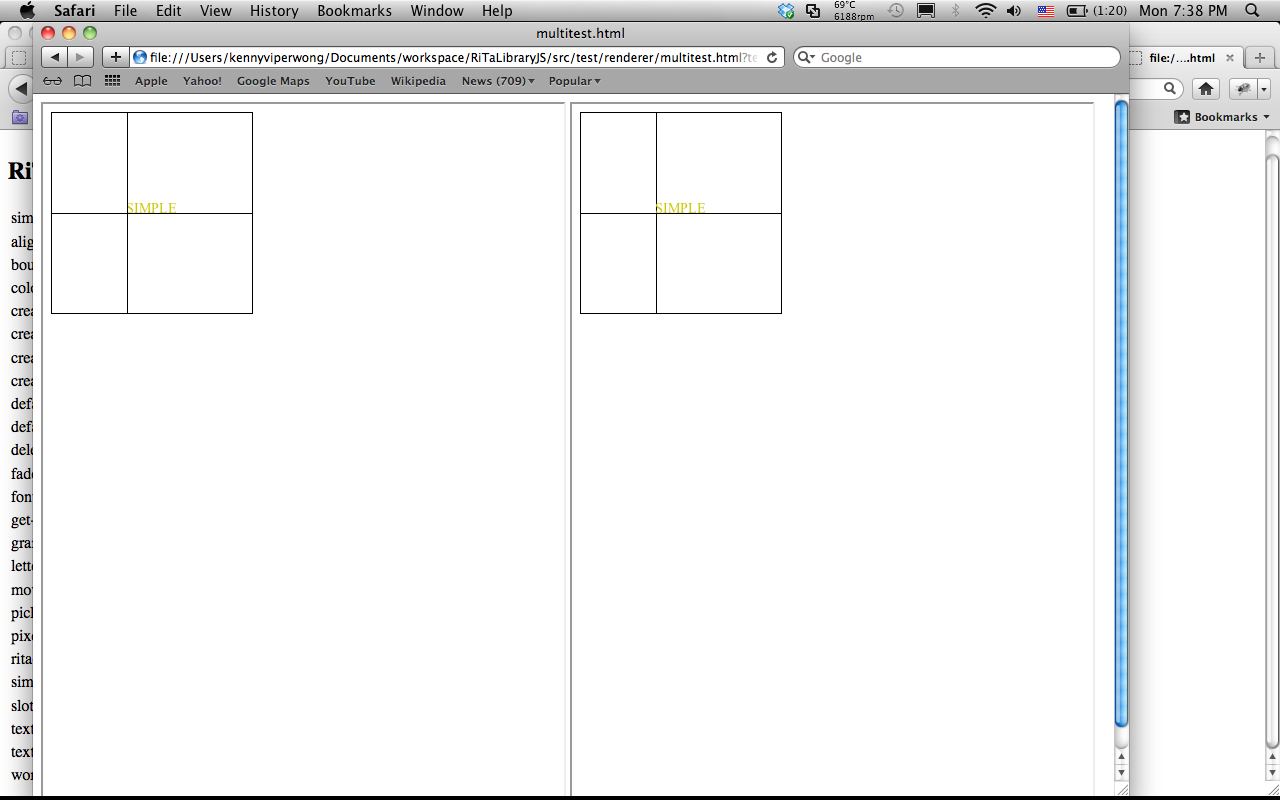 Safari File Edit View History Bookmarks Window Help 69°C 6188rpm (1:20) Mon 7:38 PM
multitest.html
file:///Users/kennyviperwong/Documents/workspace/RiTaLibraryJS/src/test/renderer/multitest.html?te Google
file:/....html
Apple Yahoo! Google Maps YouTube Wikipedia News (709) Popular
Bookmarks
SIMPLE SIMPLE
Ri
sim
alig
bou
colo
crea
crea
crea
crea
defa
defa
dele
fade
font
get-
gran
lette
mov
pick
pixe
rita
sim
slot
text
text
wor